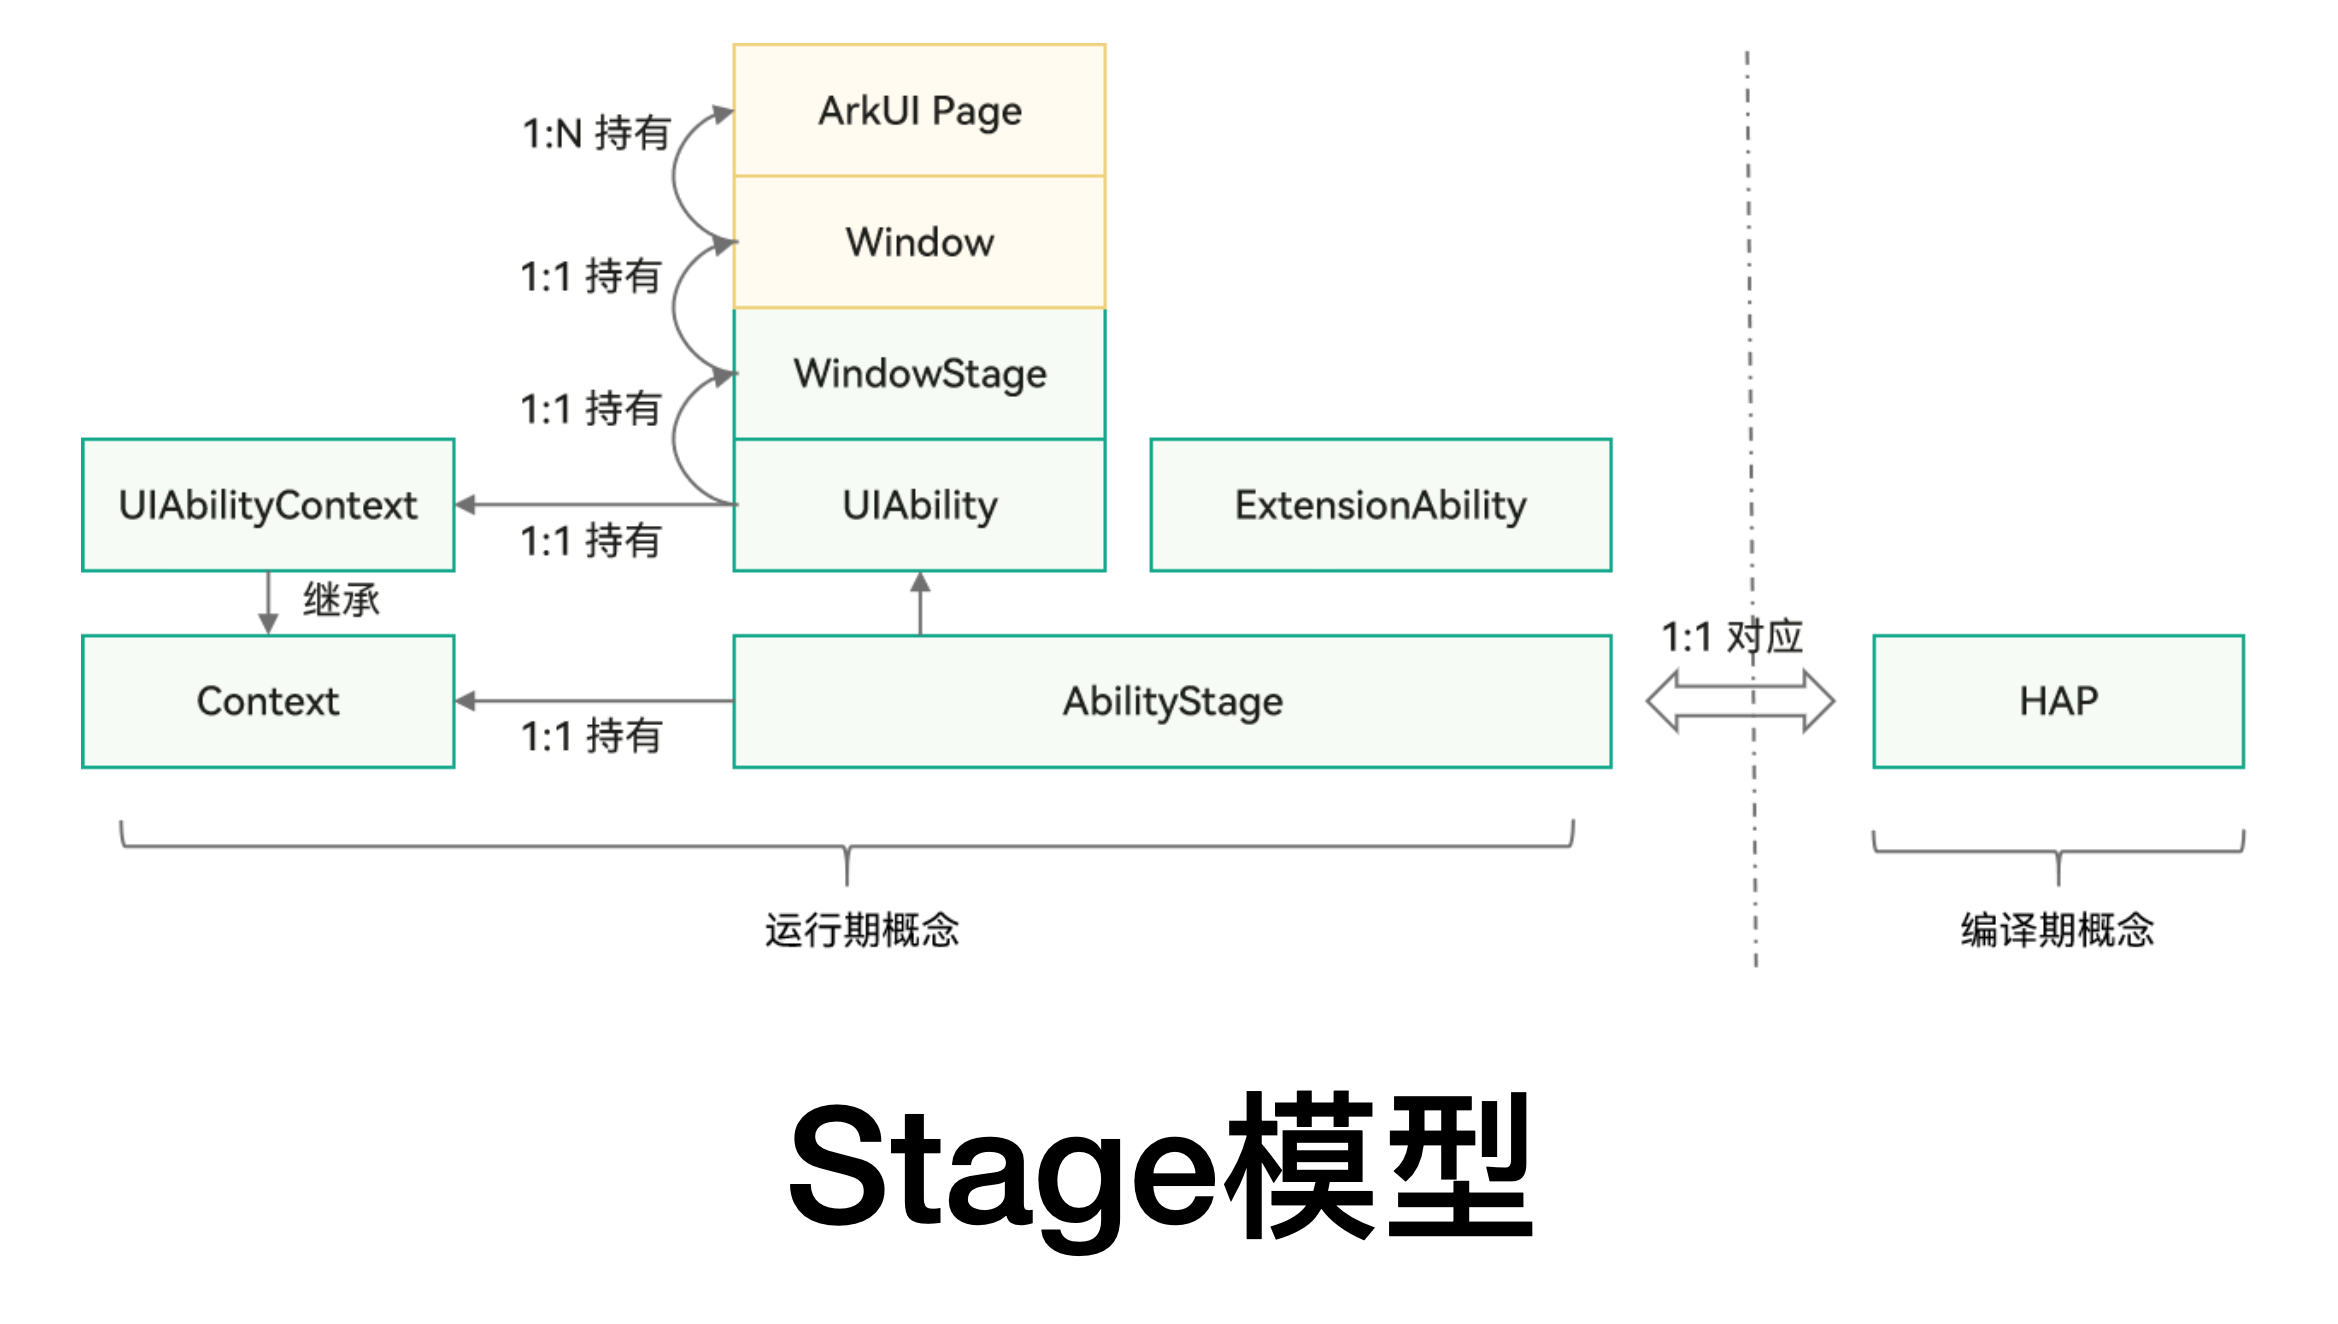 ArkUI Page
1:N 持有
Window
1:1 持有
WindowStage
1:1 持有
UIAbilityContext
UIAbility
ExtensionAbility
1:1 持有
继承
1:1 对应
Context
AbilityStage
HAP
1:1 持有
运行期概念
编译期概念
Stage模型